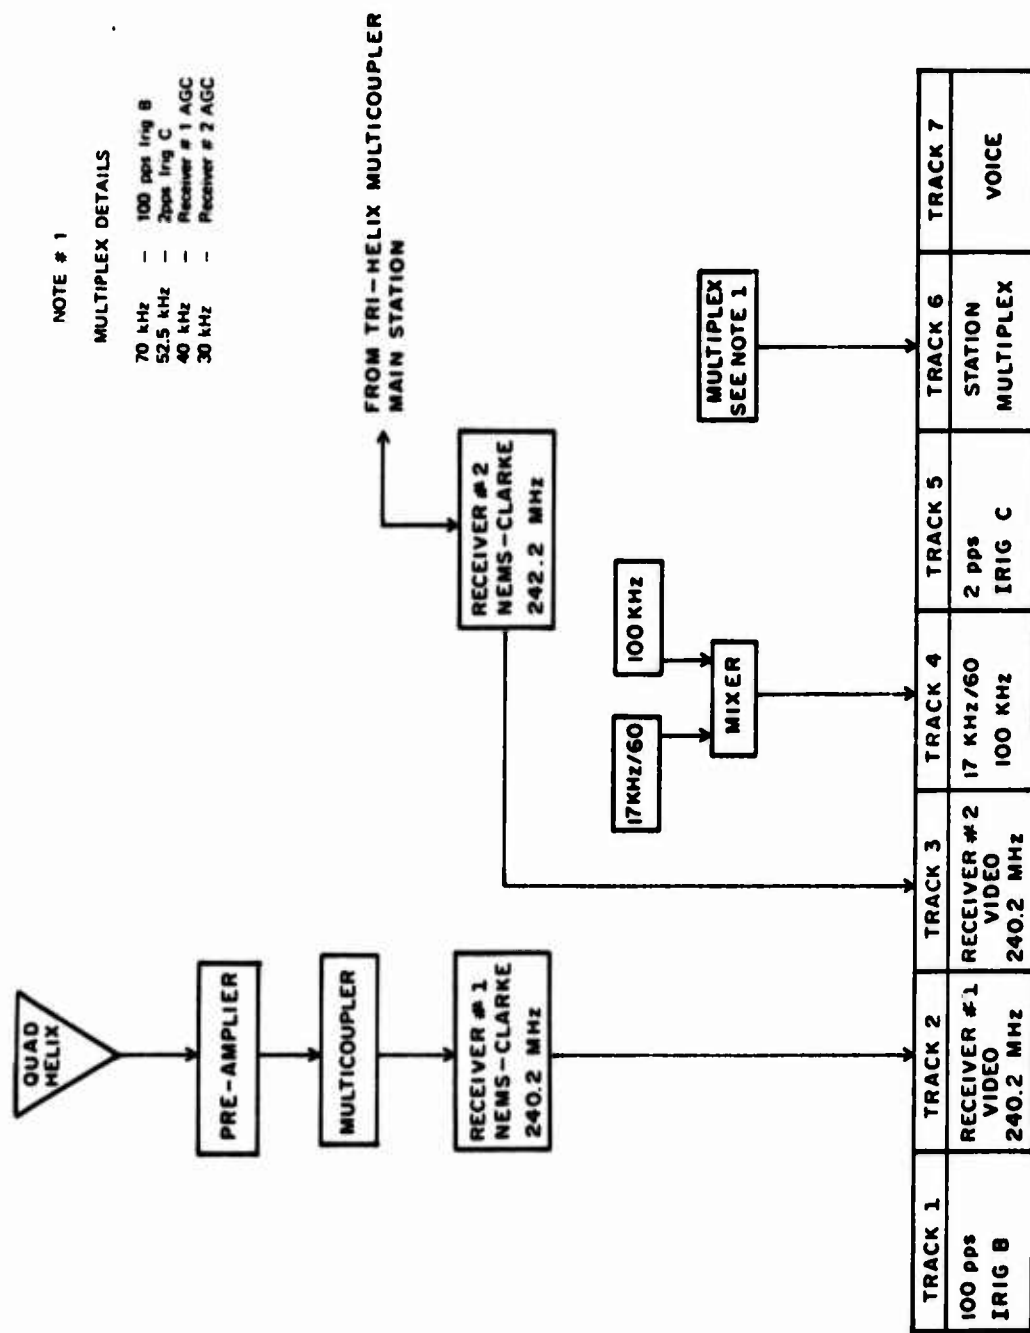 NOTE # 1
MULTIPLEX DETAILS
70 kHz – 100 pps Irig B
52.5 kHz – 2pps Irig C
40 kHz – Receiver # 1 AGC
30 kHz – Receiver # 2 AGC
QUAD
HELIX
PRE-AMPLIER
MULTICOUPLER
RECEIVER #1
NEMS-CLARKE
240.2 MHz
FROM TRI-HELIX MULTICOUPLER
MAIN STATION
RECEIVER #2
NEMS-CLARKE
242.2 MHz
17KHz/60
100 KHz
MIXER
MULTIPLEX
SEE NOTE 1
TRACK 1
TRACK 2
TRACK 3
TRACK 4
TRACK 5
TRACK 6
TRACK 7
100 pps
IRIG B
RECEIVER #1
VIDEO
240.2 MHz
RECEIVER #2
VIDEO
240.2 MHz
17 KHz/60
100 KHz
2 pps
IRIG C
STATION
MULTIPLEX
VOICE